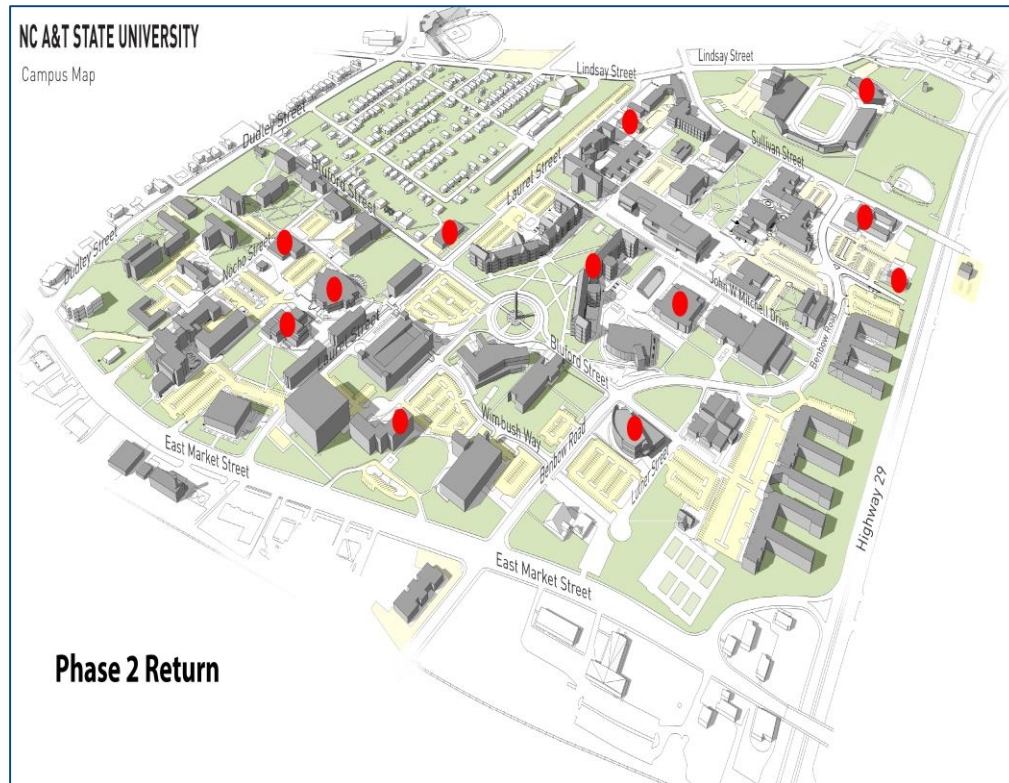 NC A&T STATE UNIVERSITY
Campus Map
Lindsay Street
Lindsay Street
Dudley Street
Sullivan Street
Bluford Street
Laurel Street
Dudley Street
Nocho Street
John W Mitchell Drive
Benbow Road
Laurel Street
Bluford Street
Wimbush Way
Benbow Road
Luther Street
East Market Street
Highway 29
East Market Street
Phase 2 Return